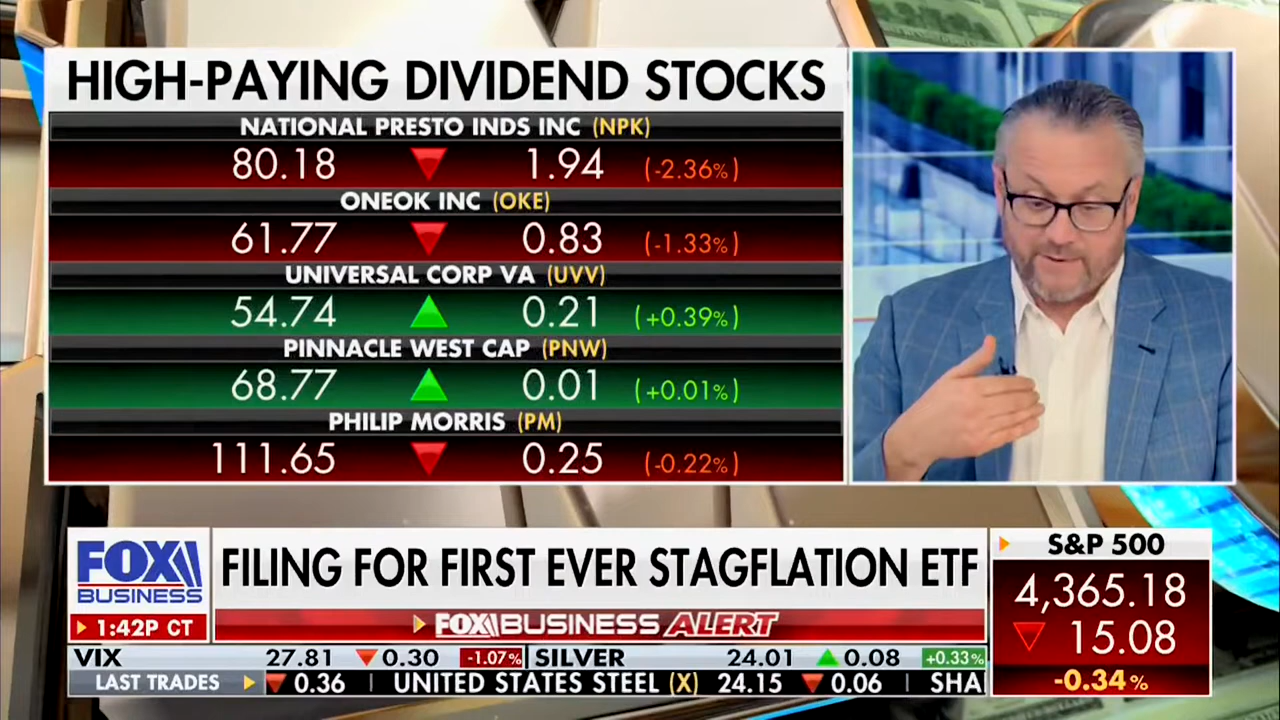 HIGH-PAYING DIVIDEND STOCKS
NATIONAL PRESTO INDS INC (NPK)
80.18 ▼ 1.94 (-2.36%)
ONEOK INC (OKE)
61.77 ▼ 0.83 (-1.33%)
UNIVERSAL CORP VA (UVV)
54.74 ▲ 0.21 (+0.39%)
PINNACLE WEST CAP (PNW)
68.77 ▲ 0.01 (+0.01%)
PHILIP MORRIS (PM)
111.65 ▼ 0.25 (-0.22%)
FOX
BUSINESS
1:42P CT
FILING FOR FIRST EVER STAGFLATION ETF
FOX BUSINESS ALERT
S&P 500
4,365.18
▼ 15.08
-0.34%
VIX 27.81 ▼ 0.30 -1.07% SILVER 24.01 ▲ 0.08 +0.33%
LAST TRADES ▼ 0.36 | UNITED STATES STEEL (X) 24.15 ▼ 0.06 | SHA